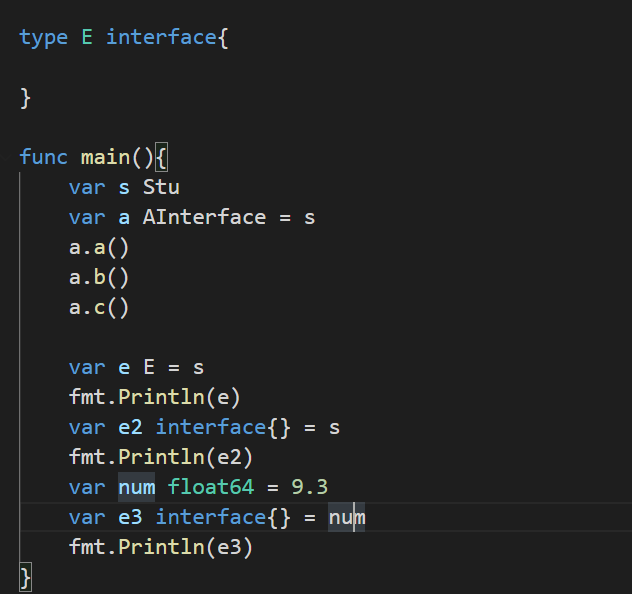 type E interface{
}
func main(){
var s Stu
var a AInterface = s
a.a()
a.b()
a.c()
var e E = s
fmt.Println(e)
var e2 interface{} = s
fmt.Println(e2)
var num float64 = 9.3
var e3 interface{} = num
fmt.Println(e3)
}